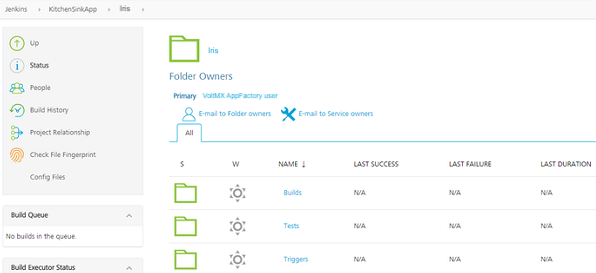 Jenkins › KitchenSinkApp › Iris ›
Up
Status
People
Build History
Project Relationship
Check File Fingerprint
Config Files
Build Queue
No builds in the queue.
Build Executor Status
Iris
Folder Owners
Primary VoltMX AppFactory user
E-mail to Folder owners E-mail to Service owners
All
S W NAME ↓ LAST SUCCESS LAST FAILURE LAST DURATION
Builds N/A N/A N/A
Tests N/A N/A N/A
Triggers N/A N/A N/A